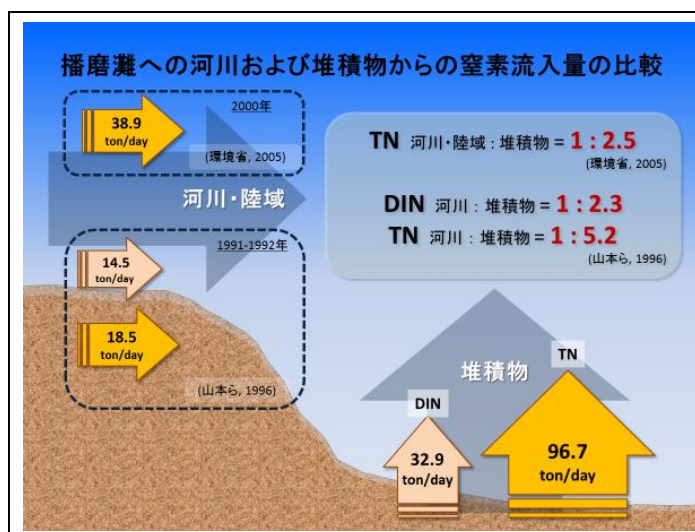 播磨灘への河川および堆積物からの窒素流入量の比較
2000年
38.9
ton/day
(環境省, 2005)
河川・陸域
1991-1992年
14.5
ton/day
18.5
ton/day
(山本ら, 1996)
TN 河川・陸域：堆積物 = 1：2.5
(環境省, 2005)
DIN 河川：堆積物 = 1：2.3
TN 河川：堆積物 = 1：5.2
(山本ら, 1996)
堆積物
DIN
32.9
ton/day
TN
96.7
ton/day